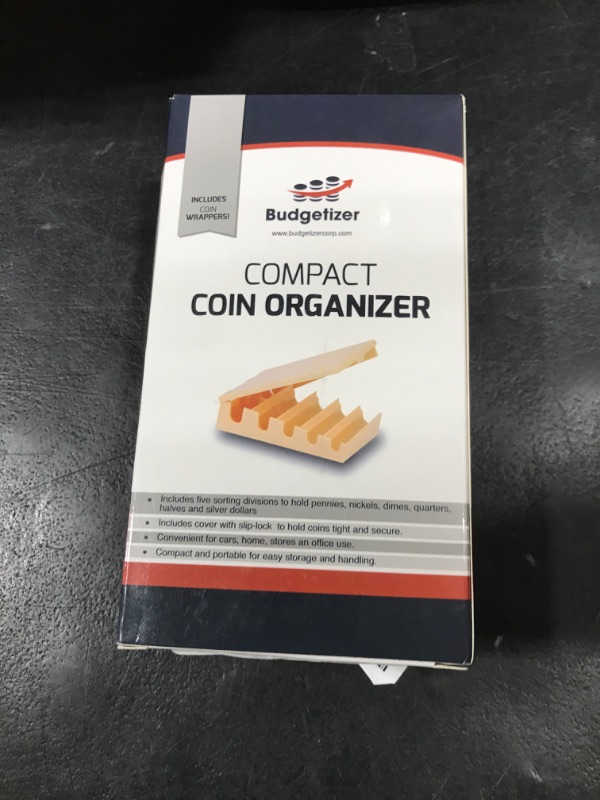 INCLUDES
COIN
WRAPPERS!
Budgetizer
www.budgetizercorp.com
COMPACT
COIN ORGANIZER
▪ Includes five sorting divisions to hold pennies, nickels, dimes, quarters,
halves and silver dollars
▪ Includes cover with slip-lock to hold coins tight and secure.
▪ Convenient for cars, home, stores an office use.
▪ Compact and portable for easy storage and handling.